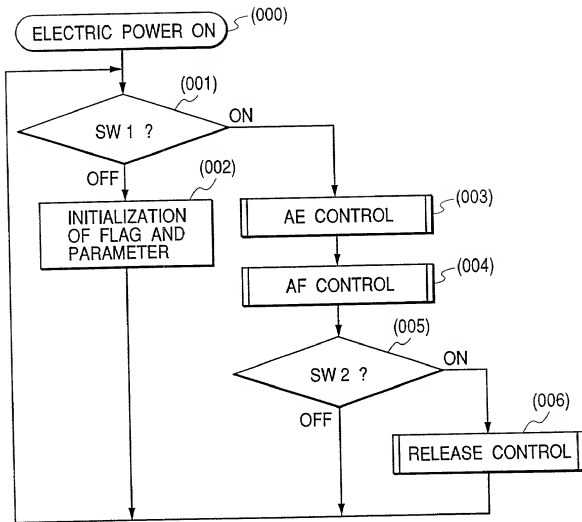 ELECTRIC POWER ON
(000)
(001)
SW 1 ?
ON
OFF
(002)
INITIALIZATION
OF FLAG AND
PARAMETER
AE CONTROL
(003)
AF CONTROL
(004)
(005)
SW 2 ?
ON
OFF
(006)
RELEASE CONTROL